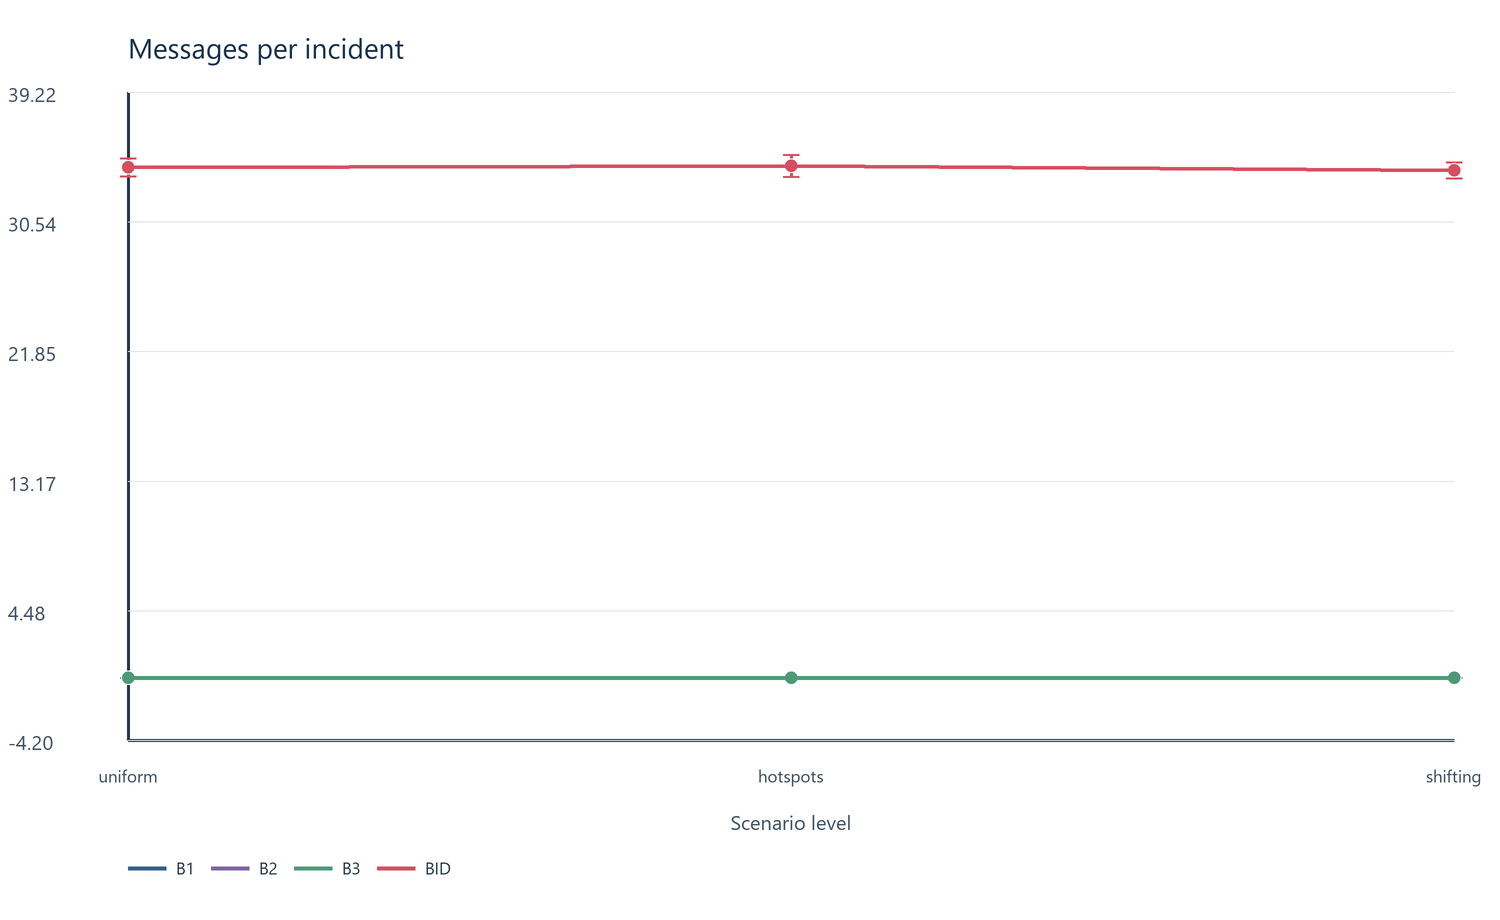 Messages per incident
39.22
30.54
21.85
13.17
4.48
-4.20
uniform hotspots shifting
Scenario level
B1 B2 B3 BID